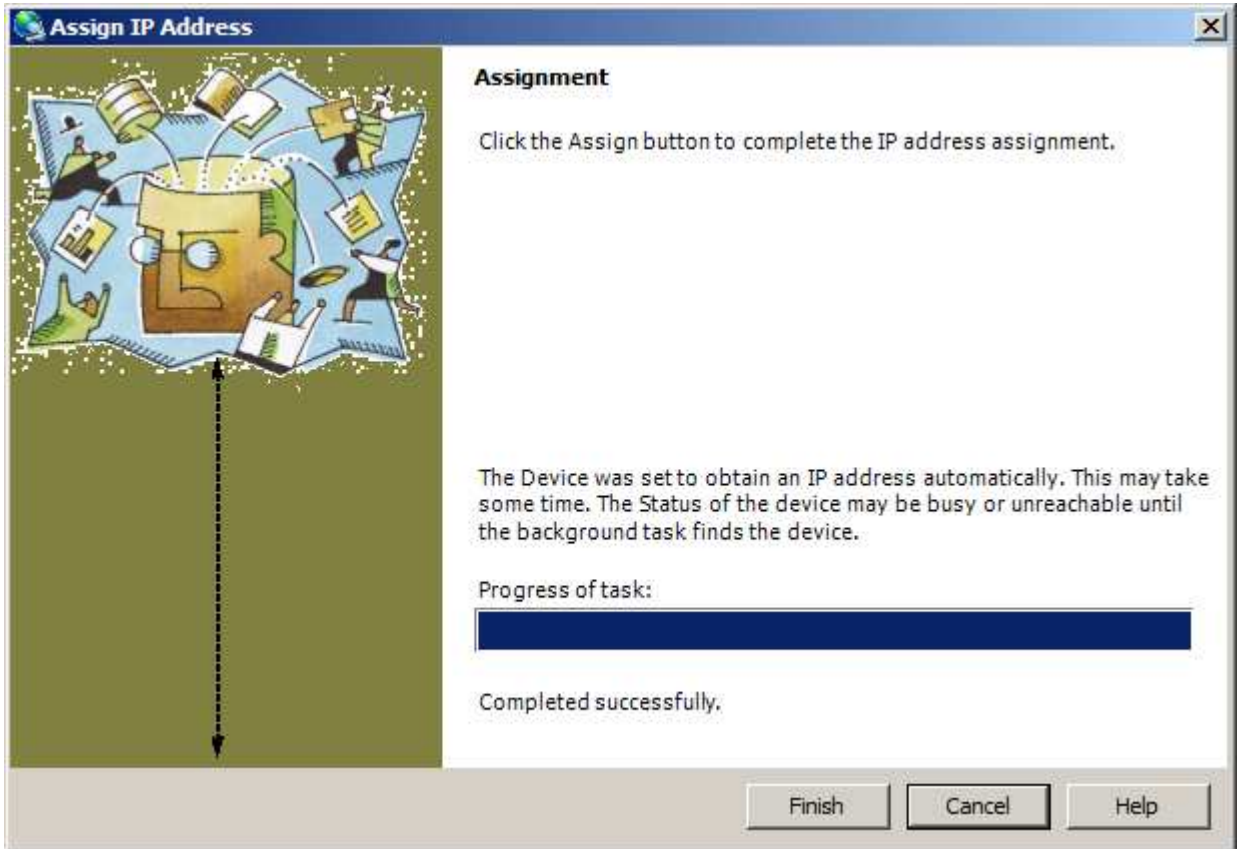 Assign IP Address
Assignment
Click the Assign button to complete the IP address assignment.
The Device was set to obtain an IP address automatically. This may take
some time. The Status of the device may be busy or unreachable until
the background task finds the device.
Progress of task:
Completed successfully.
Finish
Cancel
Help